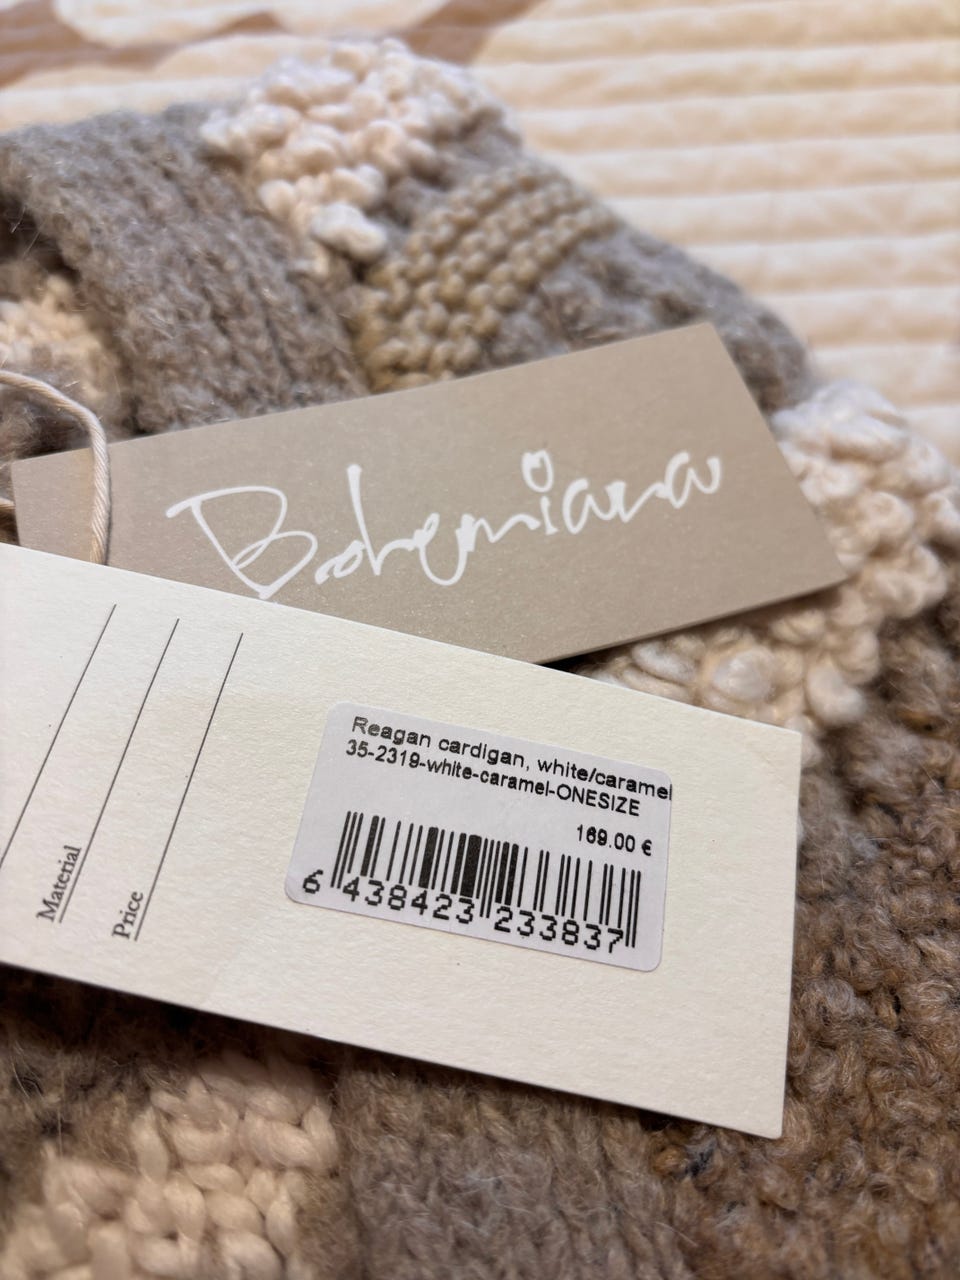 Bohemiana
Reagan cardigan, white/caramel
35-2319-white-caramel-ONESIZE
169.00 €
6 438423 233837
Material
Price